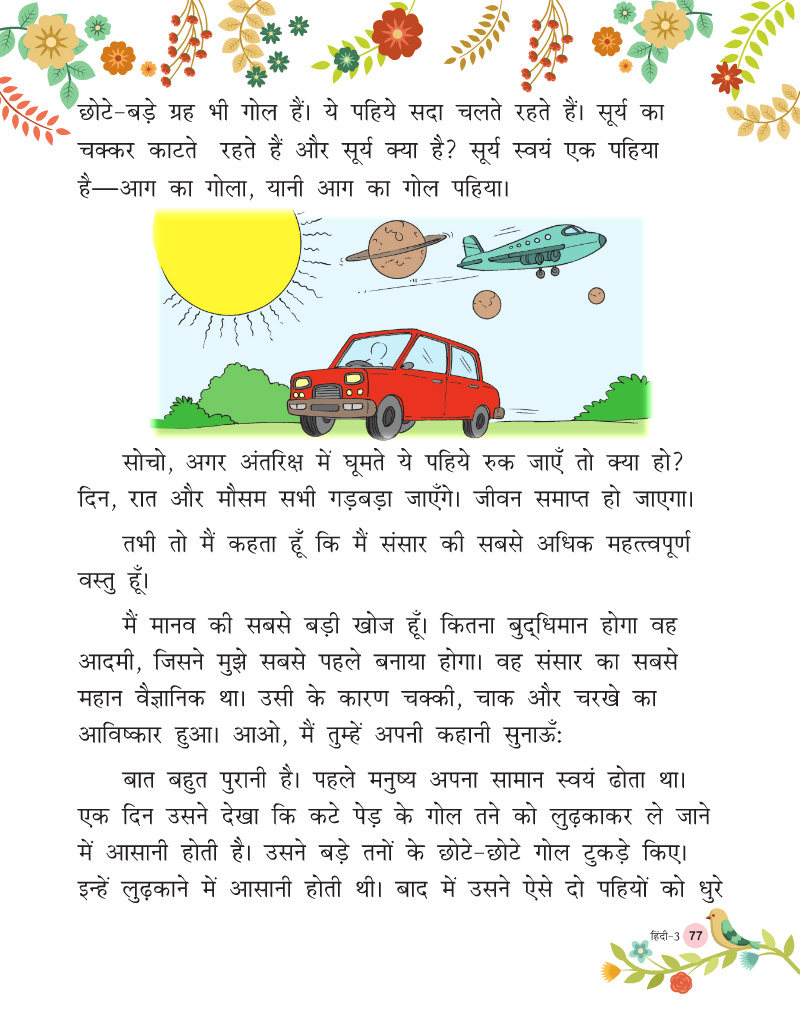 छोटे-बड़े ग्रह भी गोल हैं। ये पहिये सदा चलते रहते हैं। सूर्य का
चक्कर काटते रहते हैं और सूर्य क्या है? सूर्य स्वयं एक पहिया
है—आग का गोला, यानी आग का गोल पहिया।
सोचो, अगर अंतरिक्ष में घूमते ये पहिये रुक जाएँ तो क्या हो?
दिन, रात और मौसम सभी गड़बड़ा जाएँगे। जीवन समाप्त हो जाएगा।
तभी तो मैं कहता हूँ कि मैं संसार की सबसे अधिक महत्त्वपूर्ण
वस्तु हूँ।
मैं मानव की सबसे बड़ी खोज हूँ। कितना बुद्‌धिमान होगा वह
आदमी, जिसने मुझे सबसे पहले बनाया होगा। वह संसार का सबसे
महान वैज्ञानिक था। उसी के कारण चक्की, चाक और चरखे का
आविष्कार हुआ। आओ, मैं तुम्हें अपनी कहानी सुनाऊँ:
बात बहुत पुरानी है। पहले मनुष्य अपना सामान स्वयं ढोता था।
एक दिन उसने देखा कि कटे पेड़ के गोल तने को लुढ़काकर ले जाने
में आसानी होती है। उसने बड़े तनों के छोटे-छोटे गोल टुकड़े किए।
इन्हें लुढ़काने में आसानी होती थी। बाद में उसने ऐसे दो पहियों को धुरे
हिंदी-3 77